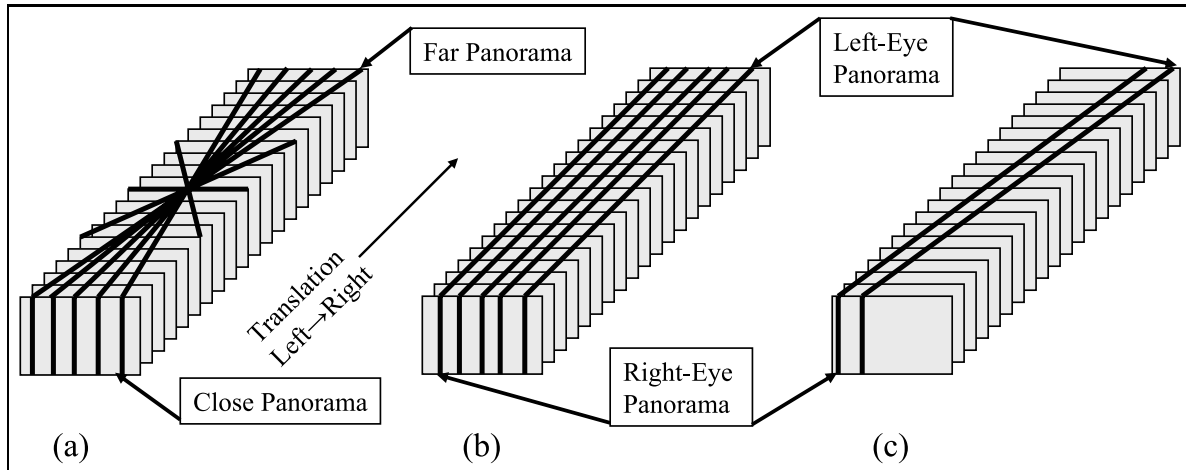 Far Panorama
Left-Eye
Panorama
Translation
Left→Right
Close Panorama
Right-Eye
Panorama
(a)
(b)
(c)